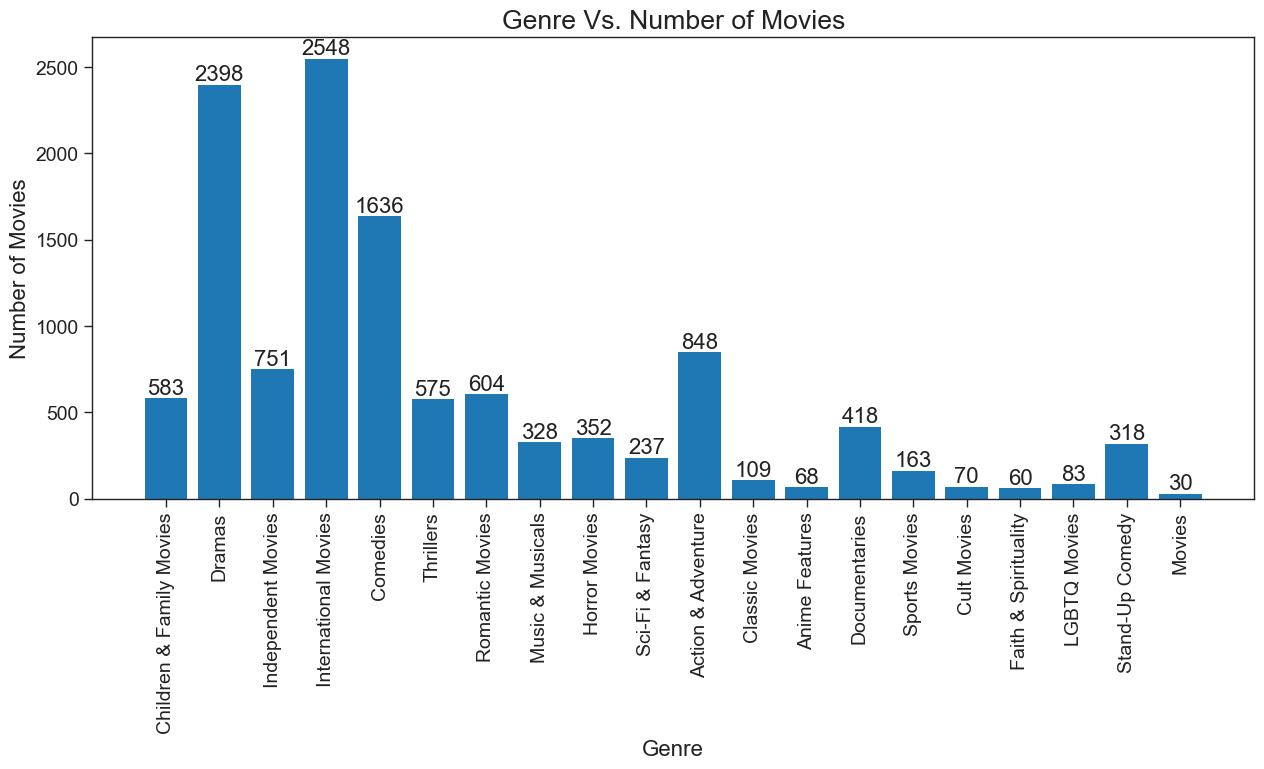 Genre Vs. Number of Movies
Number of Movies
2500
2000
1500
1000
500
0
583
2398
751
2548
1636
575
604
328
352
237
848
109
68
418
163
70
60
83
318
30
Children & Family Movies
Dramas
Independent Movies
International Movies
Comedies
Thrillers
Romantic Movies
Music & Musicals
Horror Movies
Sci-Fi & Fantasy
Action & Adventure
Classic Movies
Anime Features
Documentaries
Sports Movies
Cult Movies
Faith & Spirituality
LGBTQ Movies
Stand-Up Comedy
Movies
Genre